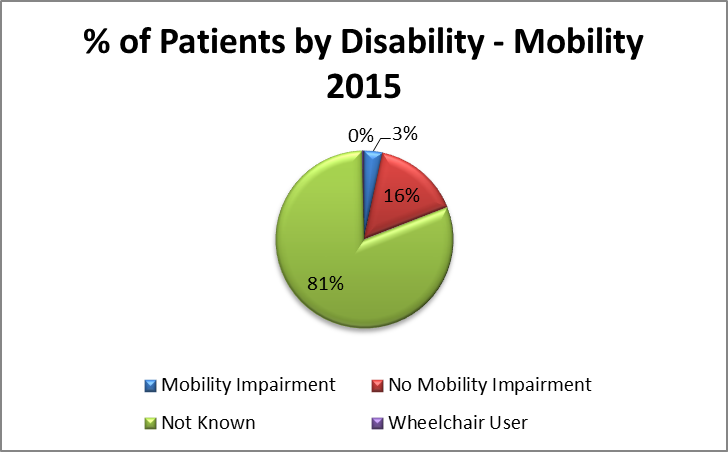 % of Patients by Disability - Mobility
2015
0%
3%
16%
81%
Mobility Impairment
No Mobility Impairment
Not Known
Wheelchair User